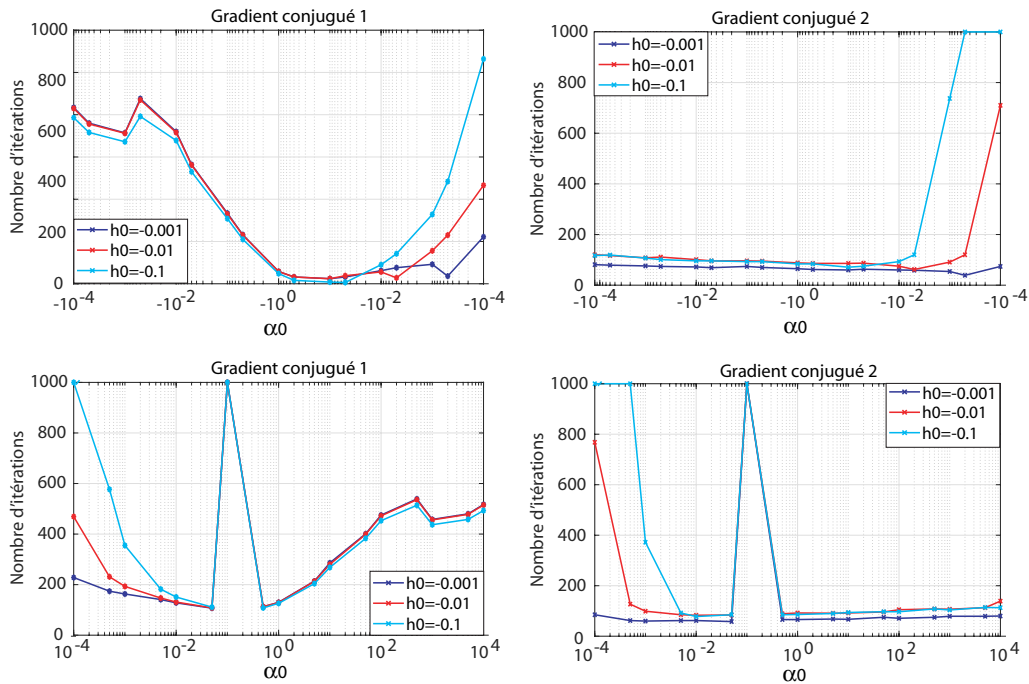 Gradient conjugué 1
1000
800
600
400
200
0
Nombre d'itérations
h0=-0.001
h0=-0.01
h0=-0.1
-10^-4
-10^-2
-10^0
-10^-2
-10^-4
α0
Gradient conjugué 2
1000
800
600
400
200
0
Nombre d'itérations
h0=-0.001
h0=-0.01
h0=-0.1
-10^-4
-10^-2
-10^0
-10^-2
-10^-4
α0
Gradient conjugué 1
1000
800
600
400
200
0
Nombre d'itérations
h0=-0.001
h0=-0.01
h0=-0.1
10^-4
10^-2
10^0
10^2
10^4
α0
Gradient conjugué 2
1000
800
600
400
200
0
Nombre d'itérations
h0=-0.001
h0=-0.01
h0=-0.1
10^-4
10^-2
10^0
10^2
10^4
α0